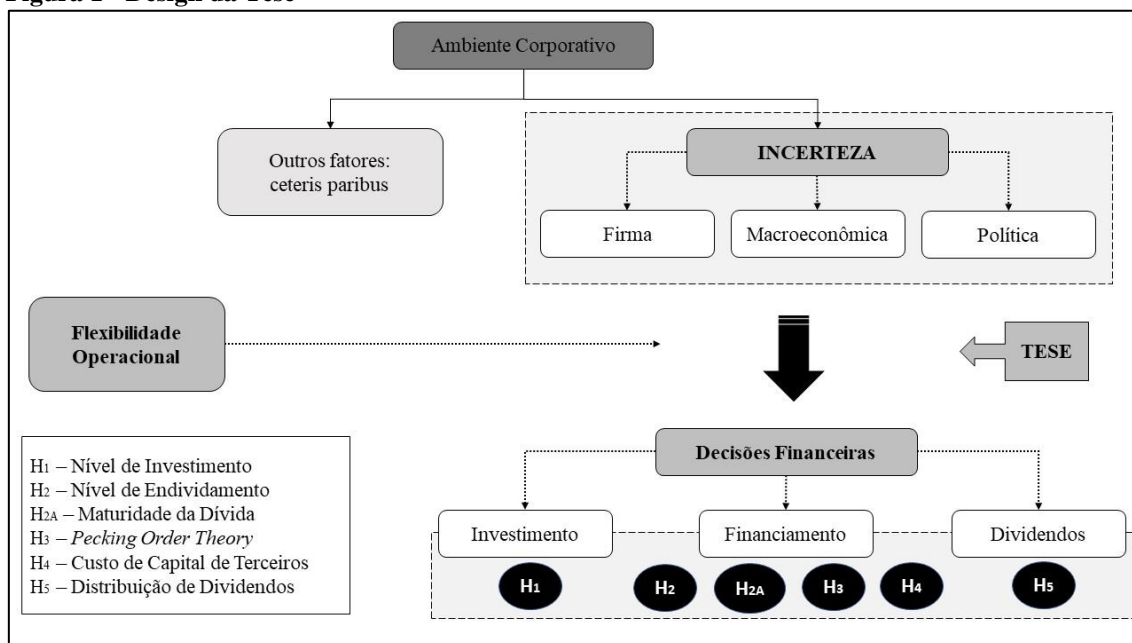 Figura 1 - Design da Tese
Ambiente Corporativo
Outros fatores:
ceteris paribus
INCERTEZA
Firma
Macroeconômica
Política
Flexibilidade
Operacional
TESE
Decisões Financeiras
H1 – Nível de Investimento
H2 – Nível de Endividamento
H2A – Maturidade da Dívida
H3 – Pecking Order Theory
H4 – Custo de Capital de Terceiros
H5 – Distribuição de Dividendos
Investimento
Financiamento
Dividendos
H1
H2
H2A
H3
H4
H5